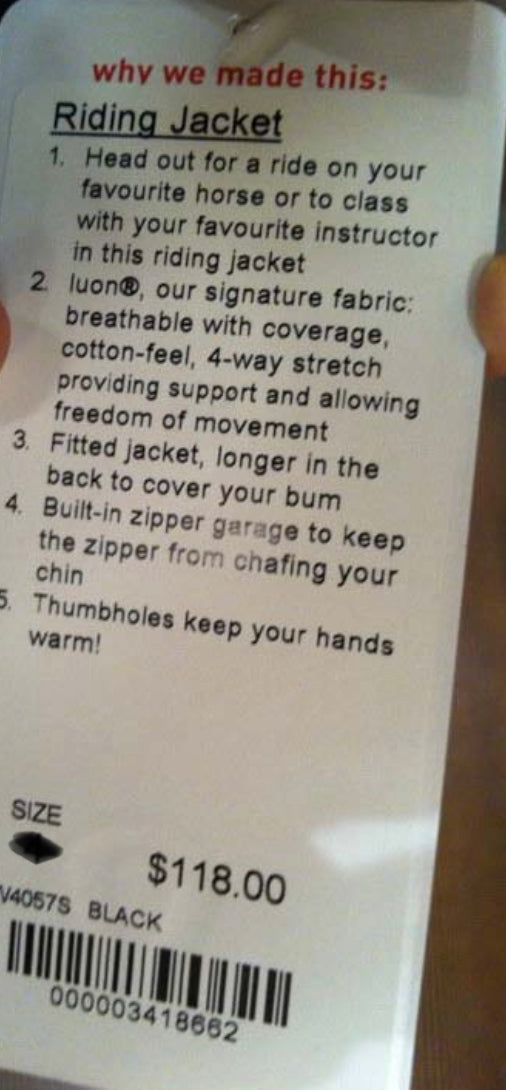 why we made this:
Riding Jacket
1. Head out for a ride on your
favourite horse or to class
with your favourite instructor
in this riding jacket
2. luon®, our signature fabric:
breathable with coverage,
cotton-feel, 4-way stretch
providing support and allowing
freedom of movement
3. Fitted jacket, longer in the
back to cover your bum
4. Built-in zipper garage to keep
the zipper from chafing your
chin
5. Thumbholes keep your hands
warm!
SIZE
$118.00
W4057S BLACK
000003418662